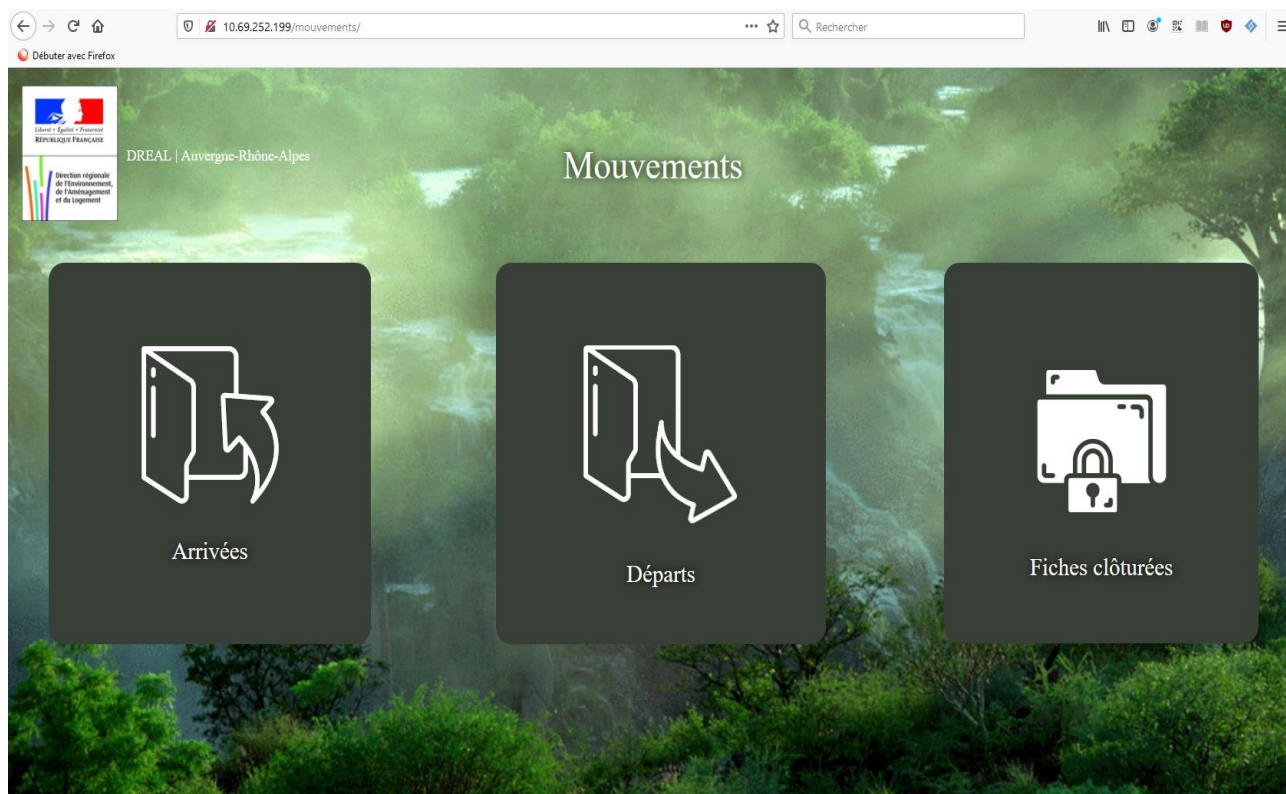 10.69.252.199/mouvements/
Rechercher
Débuter avec Firefox
Liberté • Égalité • Fraternité
RÉPUBLIQUE FRANÇAISE
Direction régionale
de l'Environnement,
de l'Aménagement
et du Logement
DREAL | Auvergne-Rhône-Alpes
Mouvements
Arrivées
Départs
Fiches clôturées